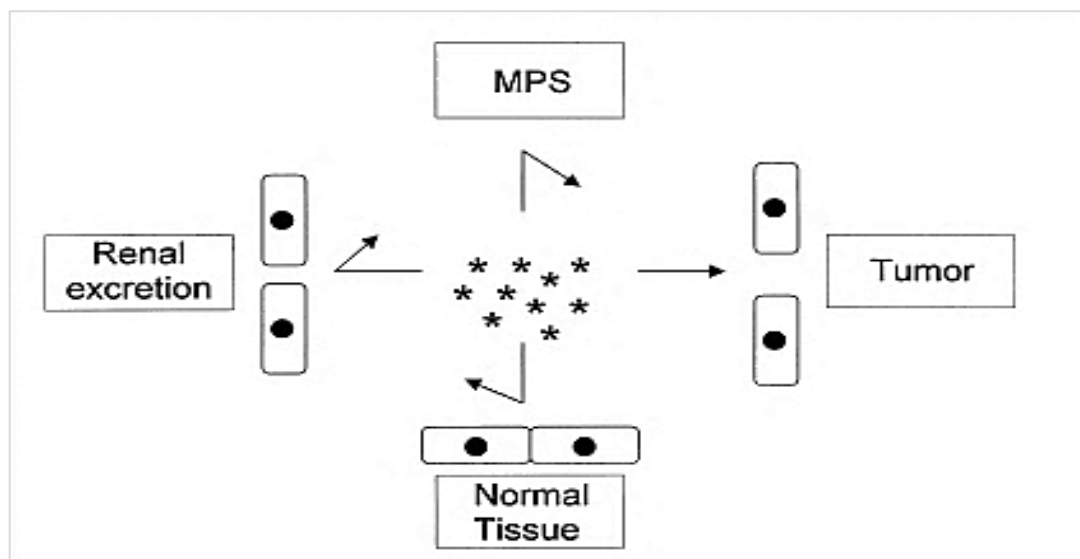 MPS
Renal
excretion
Tumor
Normal
Tissue